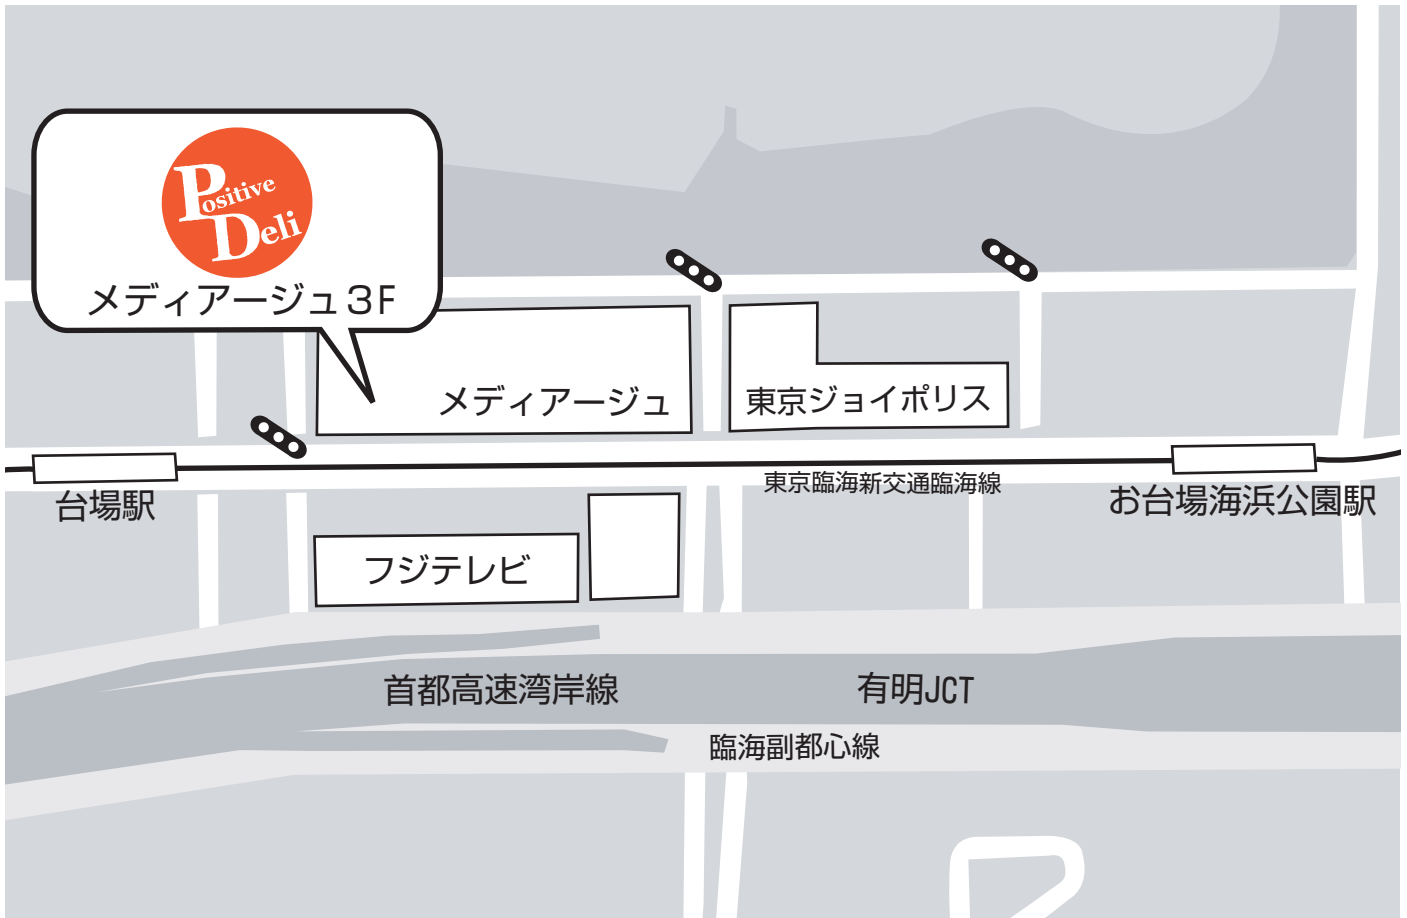 Positive
Deli
メディアージュ3F
メディアージュ
東京ジョイポリス
東京臨海新交通臨海線
台場駅
お台場海浜公園駅
フジテレビ
首都高速湾岸線
有明JCT
臨海副都心線